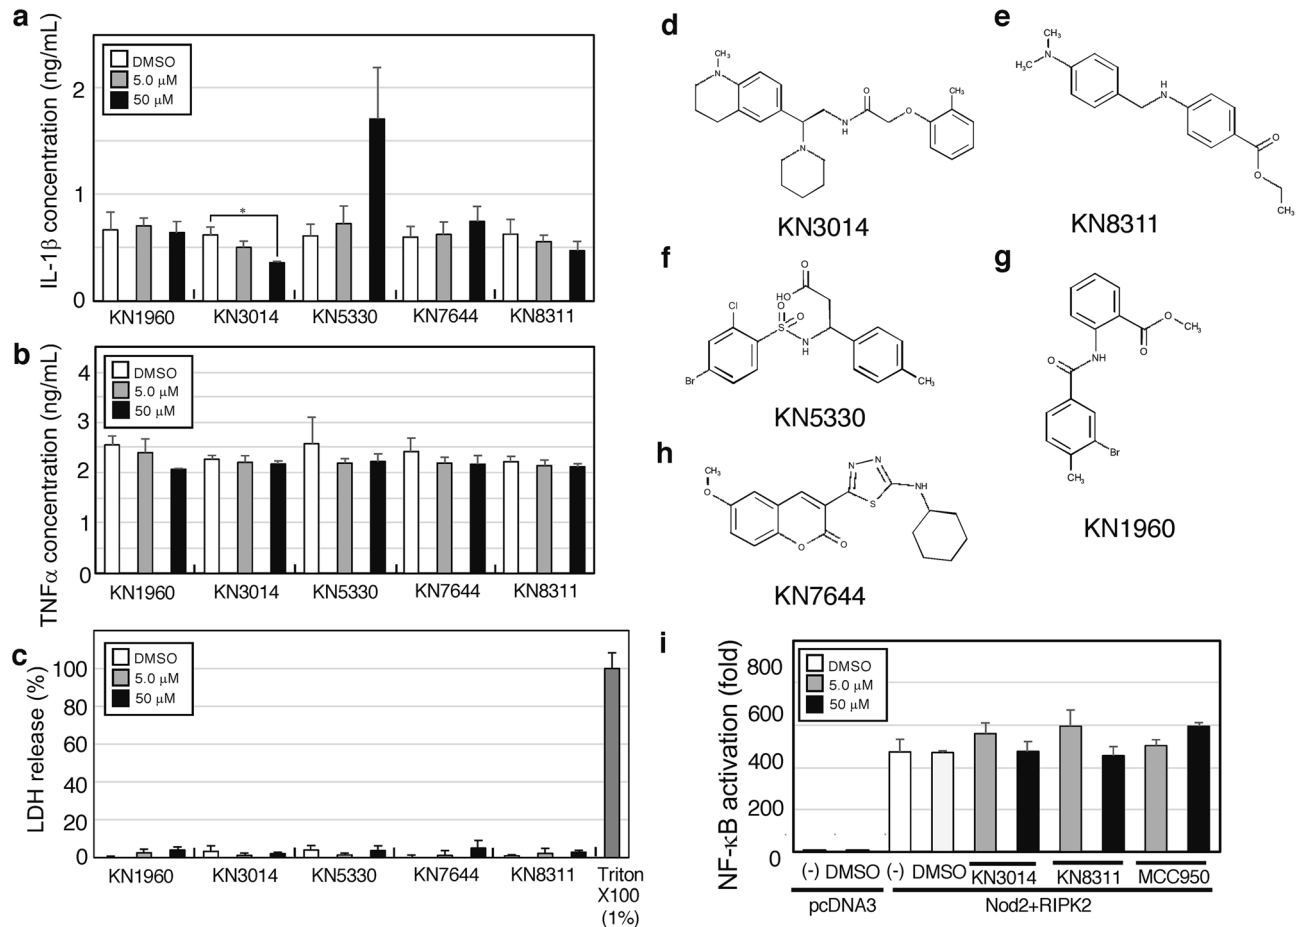 a
IL-1β concentration (ng/mL)
2
1
0
DMSO
5.0 μM
50 μM
*
KN1960 KN3014 KN5330 KN7644 KN8311
b
TNFα concentration (ng/mL)
4
3
2
1
0
DMSO
5.0 μM
50 μM
KN1960 KN3014 KN5330 KN7644 KN8311
c
LDH release (%)
100
80
60
40
20
0
DMSO
5.0 μM
50 μM
KN1960 KN3014 KN5330 KN7644 KN8311 Triton
X100
(1%)
d
CH₃
N
O
N
H
O
CH₃
N
KN3014
e
CH₃
H₃C
N
H
N
O
O
CH₃
KN8311
f
O
HO
Cl
O
O
S
N
H
Br
CH₃
KN5330
g
O
CH₃
O
NH
O
Br
CH₃
KN1960
h
CH₃
O
N
N
S
NH
O
O
KN7644
i
NF-κB activation (fold)
800
600
400
200
0
DMSO
5.0 μM
50 μM
(-) DMSO (-) DMSO KN3014 KN8311 MCC950
pcDNA3 Nod2+RIPK2